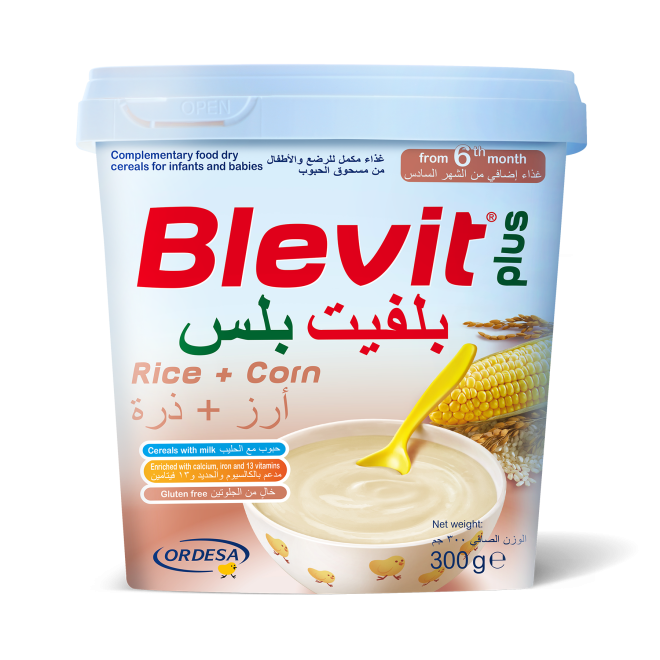 OPEN
Complementary food dry
cereals for infants and babies
غذاء مكمل للرضع والأطفال
من مسحوق الحبوب
from 6th month
غذاء إضافي من الشهر السادس
Blevit® plus
بلفيت بلس
Rice + Corn
أرز + ذرة
Cereals with milk حبوب مع الحليب
Enriched with calcium, iron and 13 vitamins
مدعم بالكالسيوم والحديد و١٣ فيتامين
Gluten free خالٍ من الجلوتين
ORDESA
Net weight:
الوزن الصافي ٣٠٠ جم
300 g ℮